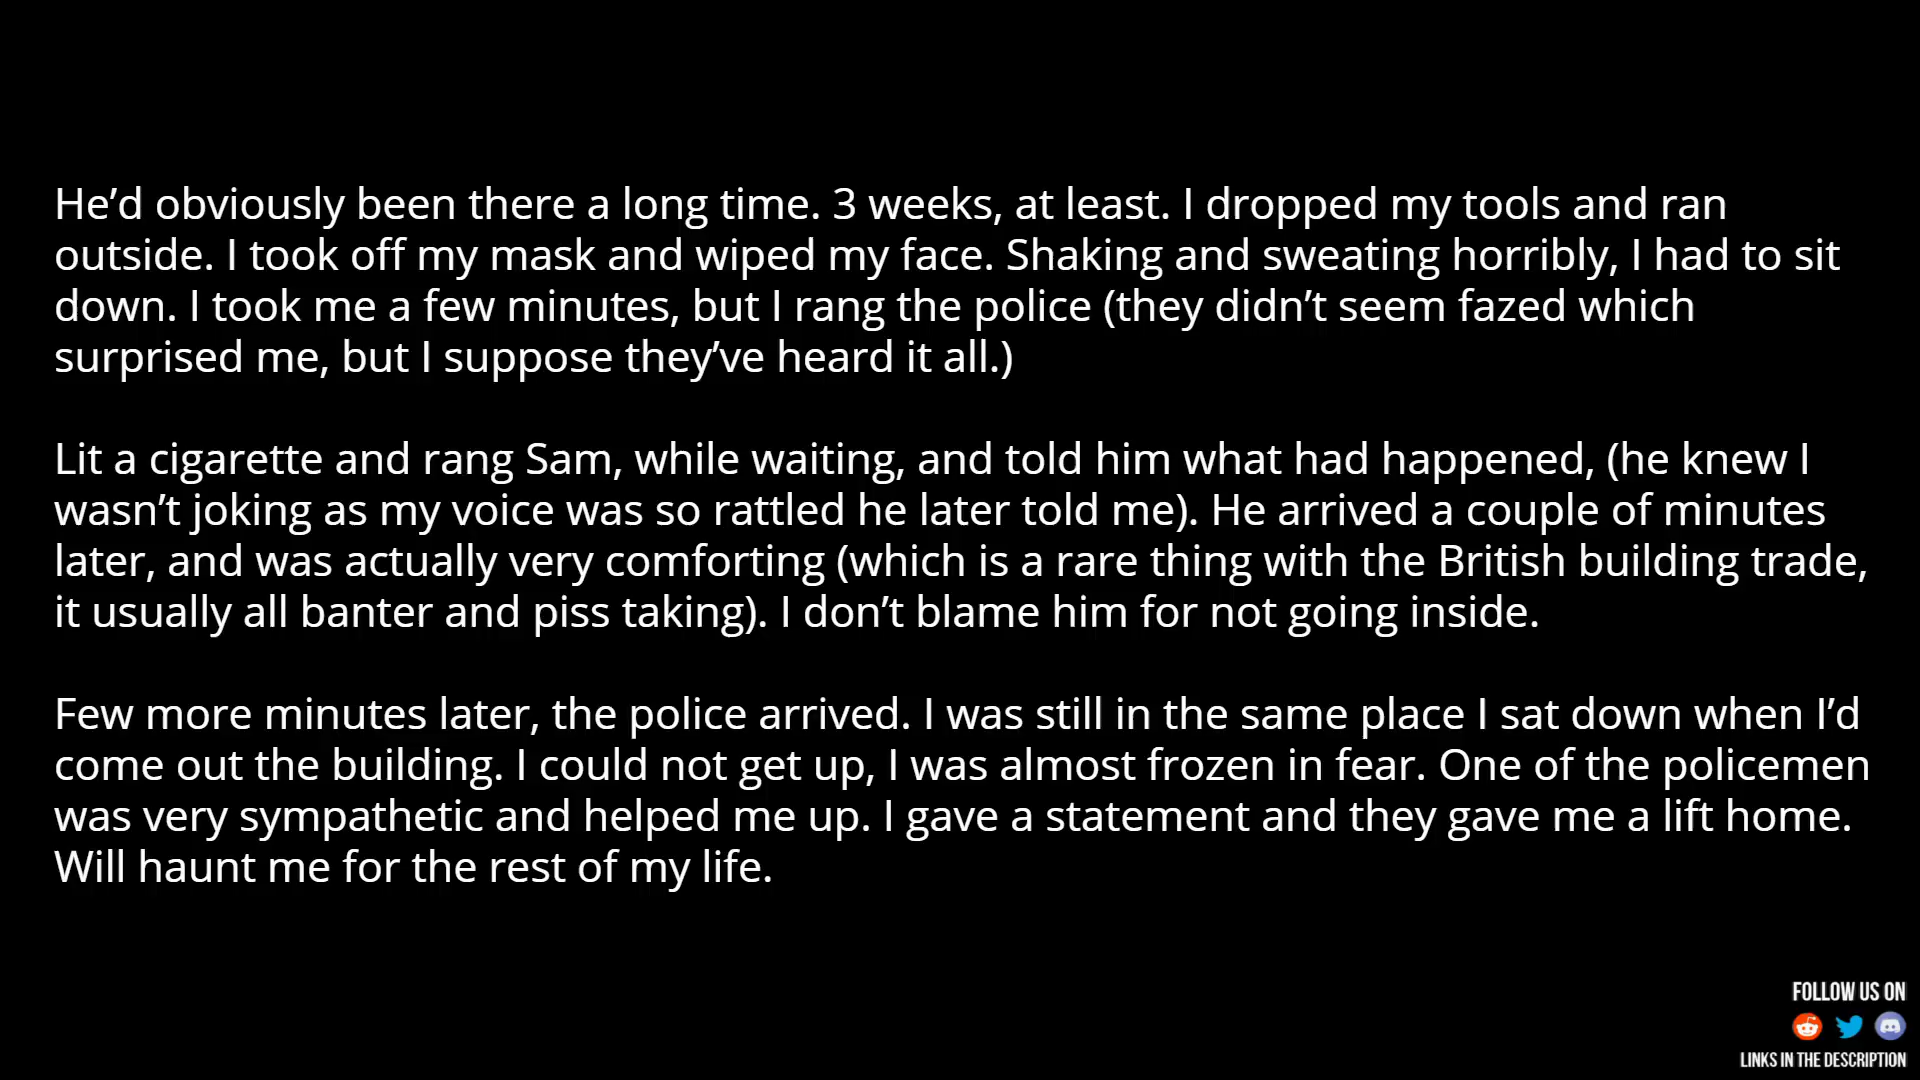 He’d obviously been there a long time. 3 weeks, at least. I dropped my tools and ran
outside. I took off my mask and wiped my face. Shaking and sweating horribly, I had to sit
down. I took me a few minutes, but I rang the police (they didn’t seem fazed which
surprised me, but I suppose they’ve heard it all.)
Lit a cigarette and rang Sam, while waiting, and told him what had happened, (he knew I
wasn’t joking as my voice was so rattled he later told me). He arrived a couple of minutes
later, and was actually very comforting (which is a rare thing with the British building trade,
it usually all banter and piss taking). I don’t blame him for not going inside.
Few more minutes later, the police arrived. I was still in the same place I sat down when I’d
come out the building. I could not get up, I was almost frozen in fear. One of the policemen
was very sympathetic and helped me up. I gave a statement and they gave me a lift home.
Will haunt me for the rest of my life.
FOLLOW US ON
LINKS IN THE DESCRIPTION